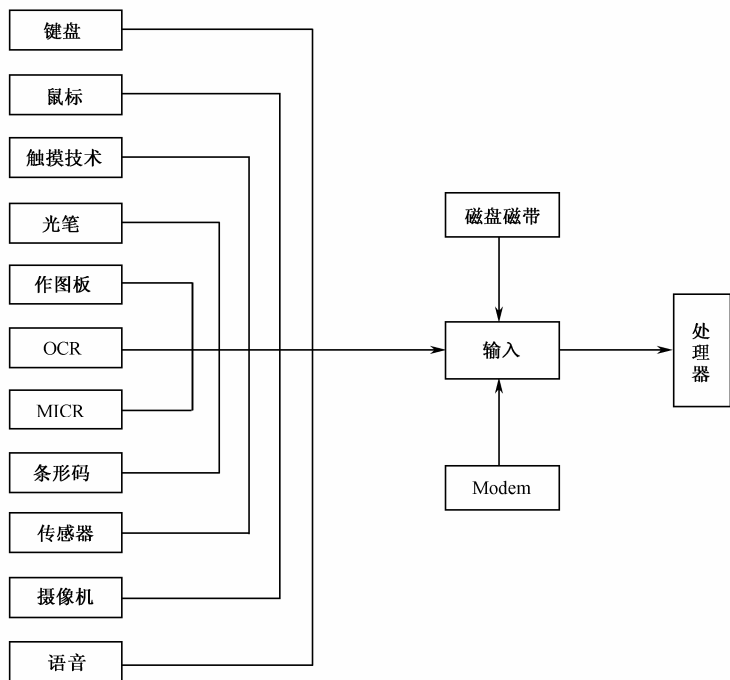 键盘
鼠标
触摸技术
光笔
作图板
OCR
MICR
条形码
传感器
摄像机
语音
磁盘磁带
输入
Modem
处
理
器